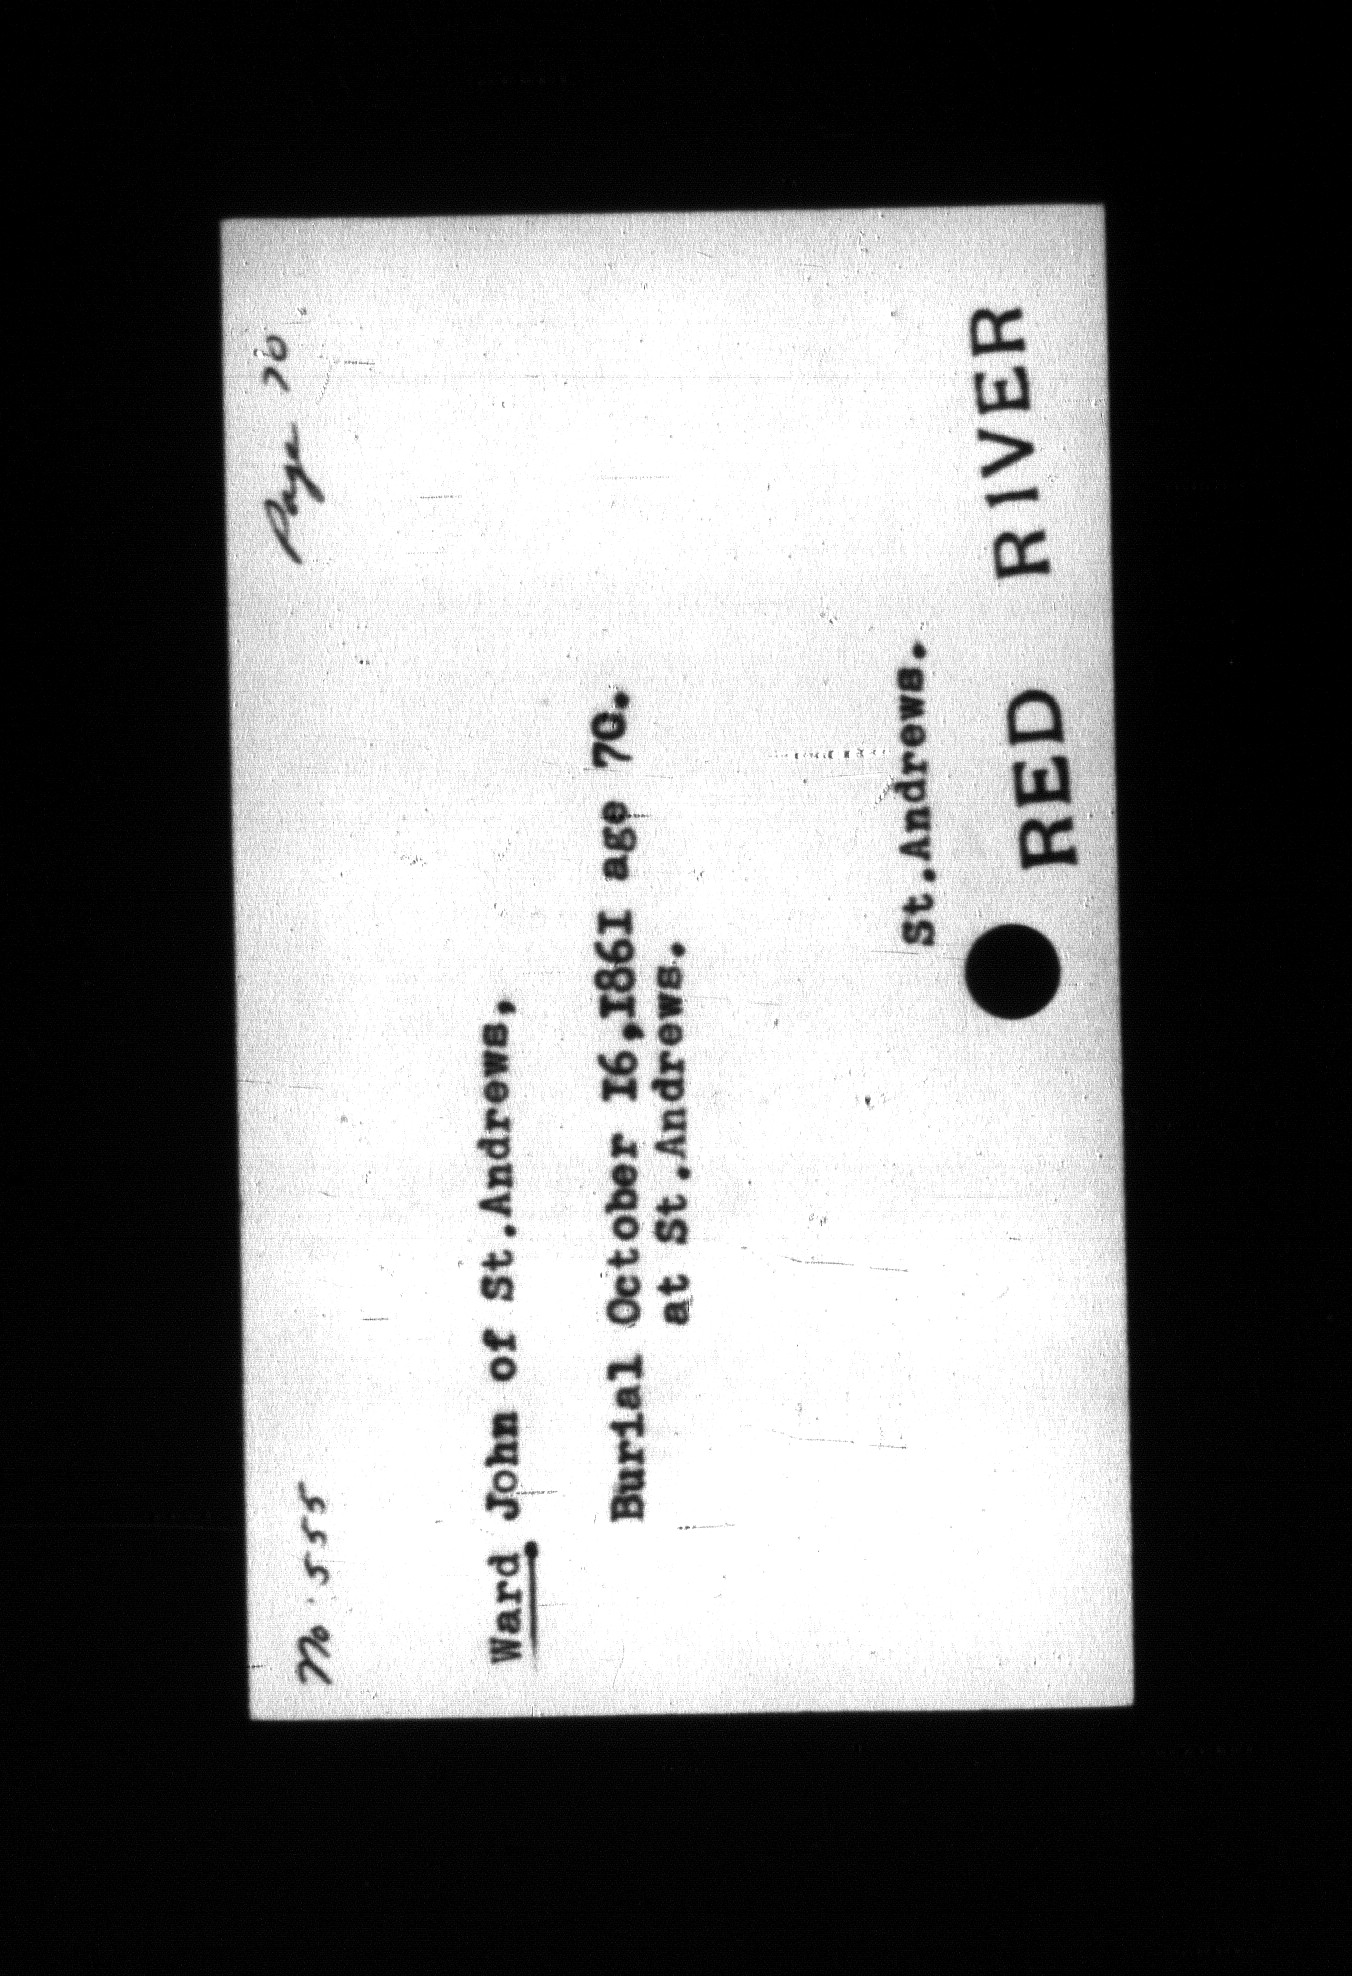 No. 555 Page 70
Ward John of St.Andrews,
Burial October I6,I86I age 70.
at St.Andrews.
St.Andrews.
RED RIVER